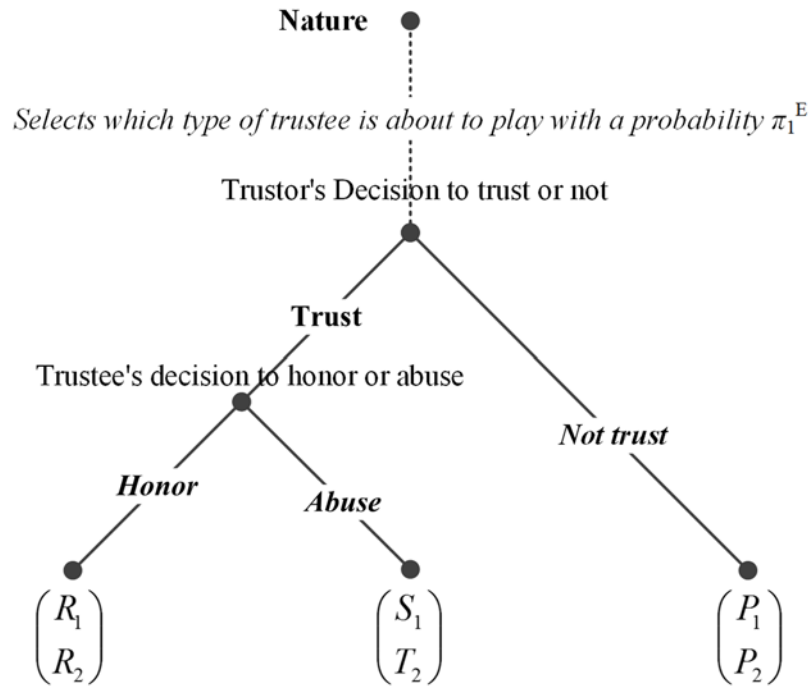 Nature
Selects which type of trustee is about to play with a probability π₁ᴱ
Trustor's Decision to trust or not
Trust
Trustee's decision to honor or abuse
Not trust
Honor
Abuse
R₁ S₁ P₁
R₂ T₂ P₂